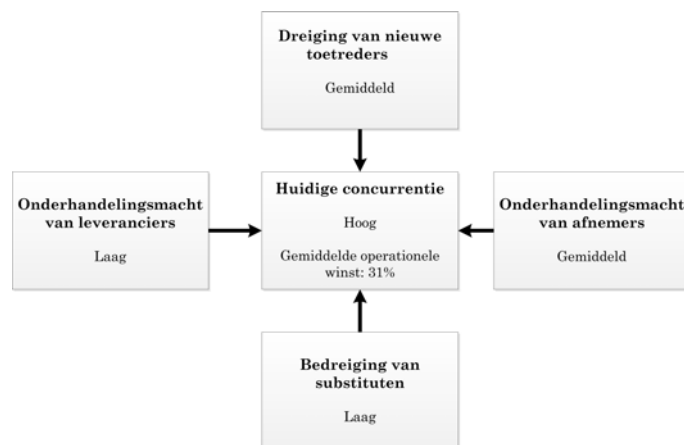 Dreiging van nieuwe
toetreders
Gemiddeld
Onderhandelingsmacht
van leveranciers
Laag
Huidige concurrentie
Hoog
Gemiddelde operationele
winst: 31%
Onderhandelingsmacht
van afnemers
Gemiddeld
Bedreiging van
substituten
Laag